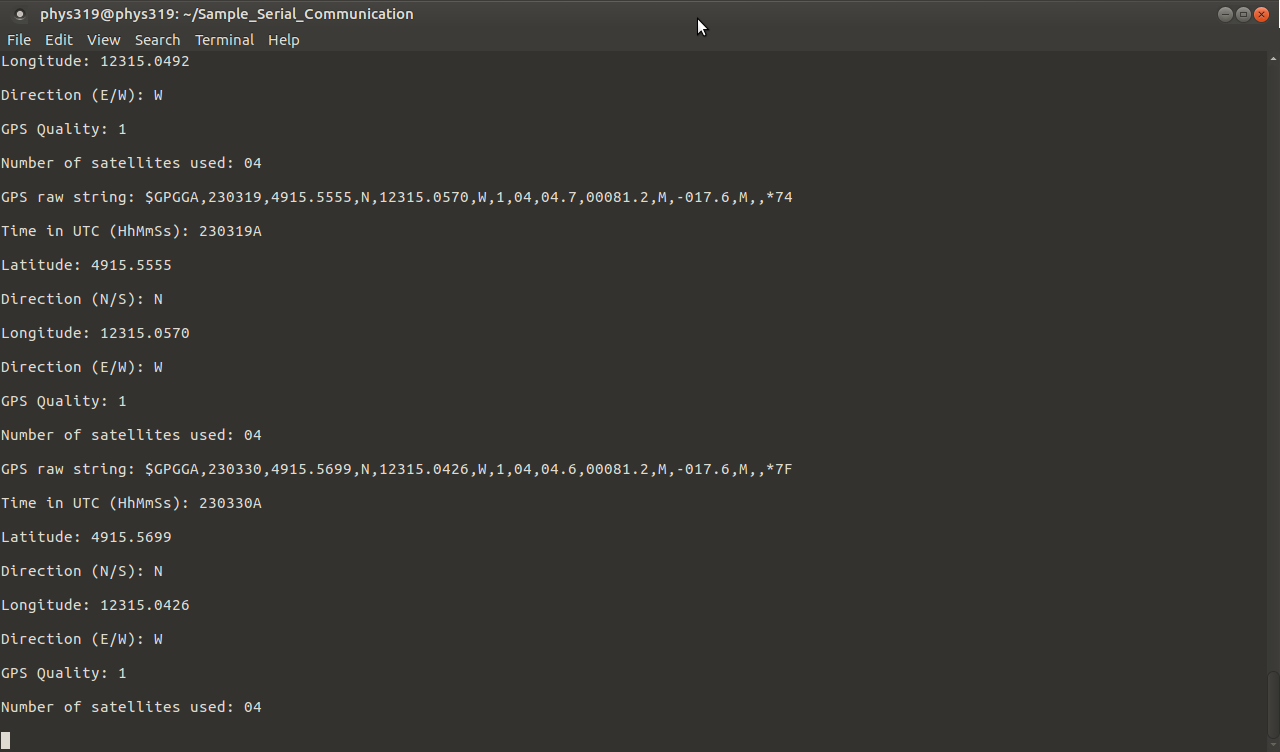 phys319@phys319: ~/Sample_Serial_Communication
File Edit View Search Terminal Help
Longitude: 12315.0492
Direction (E/W): W
GPS Quality: 1
Number of satellites used: 04
GPS raw string: $GPGGA,230319,4915.5555,N,12315.0570,W,1,04,04.7,00081.2,M,-017.6,M,,*74
Time in UTC (HhMmSs): 230319A
Latitude: 4915.5555
Direction (N/S): N
Longitude: 12315.0570
Direction (E/W): W
GPS Quality: 1
Number of satellites used: 04
GPS raw string: $GPGGA,230330,4915.5699,N,12315.0426,W,1,04,04.6,00081.2,M,-017.6,M,,*7F
Time in UTC (HhMmSs): 230330A
Latitude: 4915.5699
Direction (N/S): N
Longitude: 12315.0426
Direction (E/W): W
GPS Quality: 1
Number of satellites used: 04